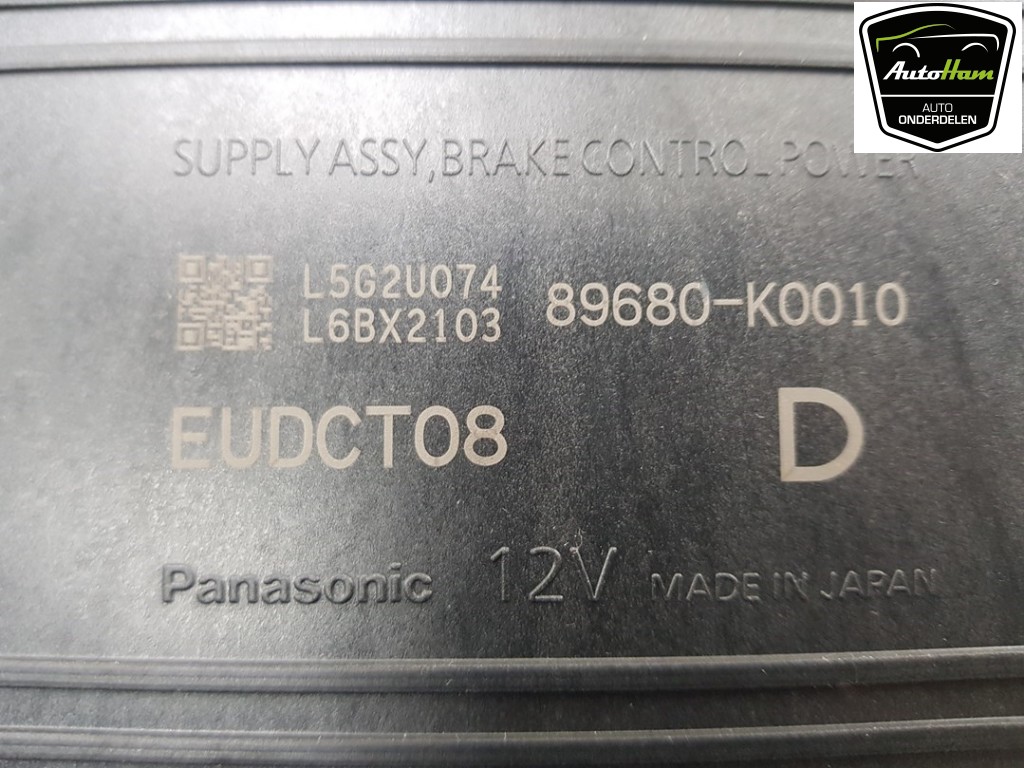 AutoHam
AUTO
ONDERDELEN
SUPPLY ASSY, BRAKE CONTROL POWER
L5G2U074
L6BX2103
89680-K0010
EUDCT08
D
Panasonic 12V MADE IN JAPAN